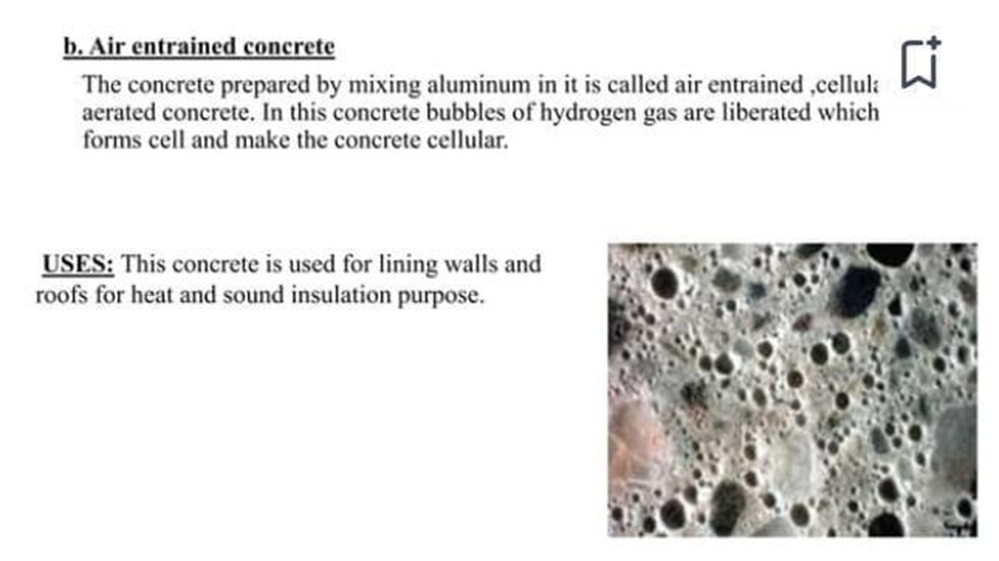 b. Air entrained concrete
The concrete prepared by mixing aluminum in it is called air entrained ,cellula
aerated concrete. In this concrete bubbles of hydrogen gas are liberated which
forms cell and make the concrete cellular.
USES: This concrete is used for lining walls and
roofs for heat and sound insulation purpose.